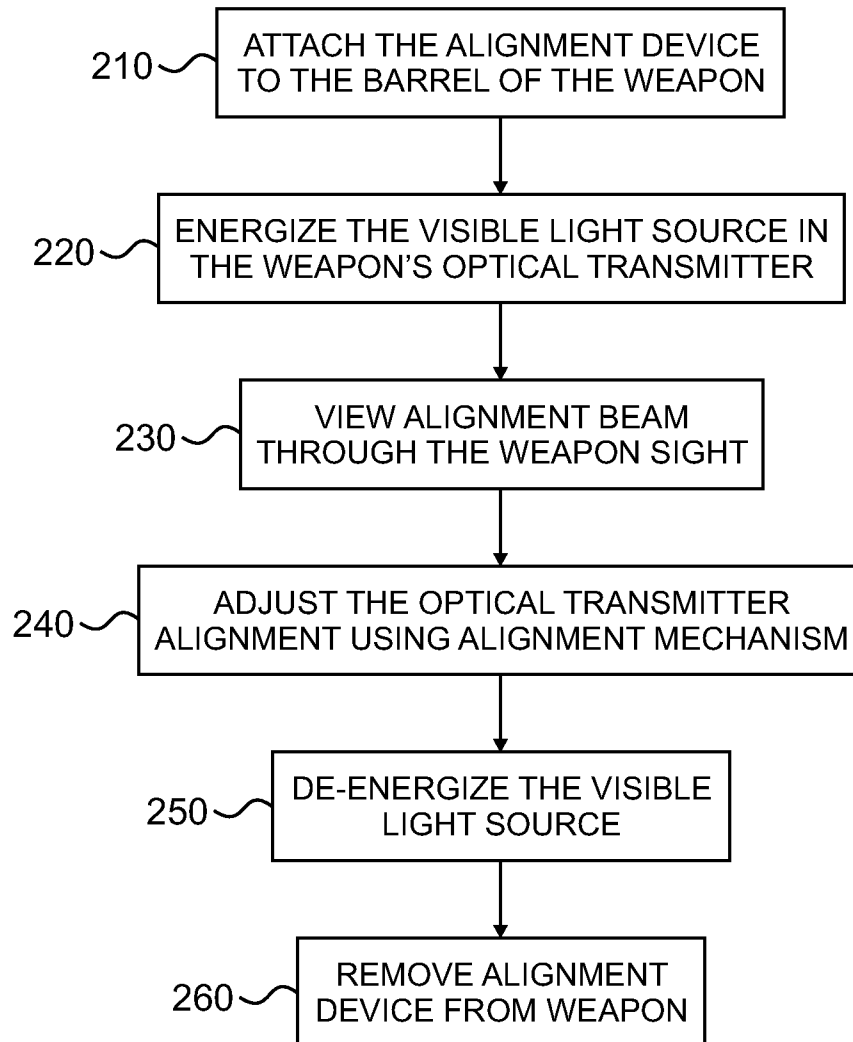 210
ATTACH THE ALIGNMENT DEVICE
TO THE BARREL OF THE WEAPON
220
ENERGIZE THE VISIBLE LIGHT SOURCE IN
THE WEAPON'S OPTICAL TRANSMITTER
230
VIEW ALIGNMENT BEAM
THROUGH THE WEAPON SIGHT
240
ADJUST THE OPTICAL TRANSMITTER
ALIGNMENT USING ALIGNMENT MECHANISM
250
DE-ENERGIZE THE VISIBLE
LIGHT SOURCE
260
REMOVE ALIGNMENT
DEVICE FROM WEAPON